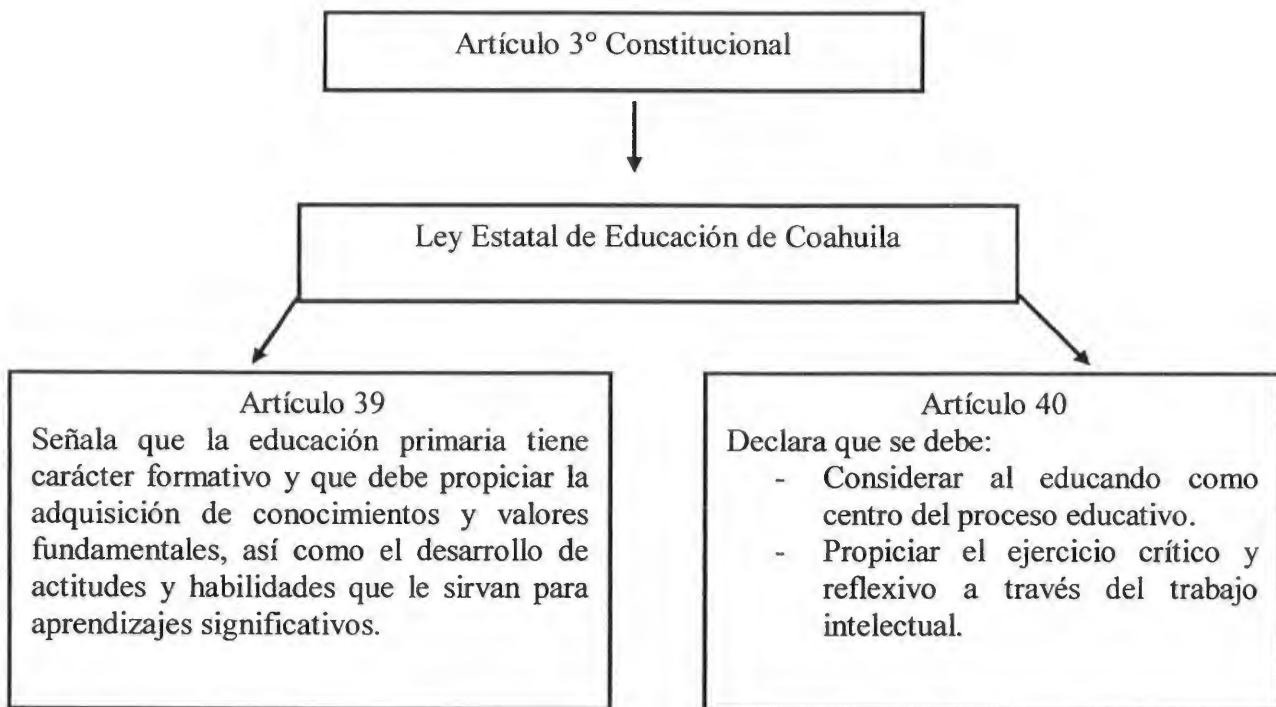 Artículo 3° Constitucional
Ley Estatal de Educación de Coahuila
Artículo 39
Señala que la educación primaria tiene
carácter formativo y que debe propiciar la
adquisición de conocimientos y valores
fundamentales, así como el desarrollo de
actitudes y habilidades que le sirvan para
aprendizajes significativos.
Artículo 40
Declara que se debe:
- Considerar al educando como
centro del proceso educativo.
- Propiciar el ejercicio crítico y
reflexivo a través del trabajo
intelectual.